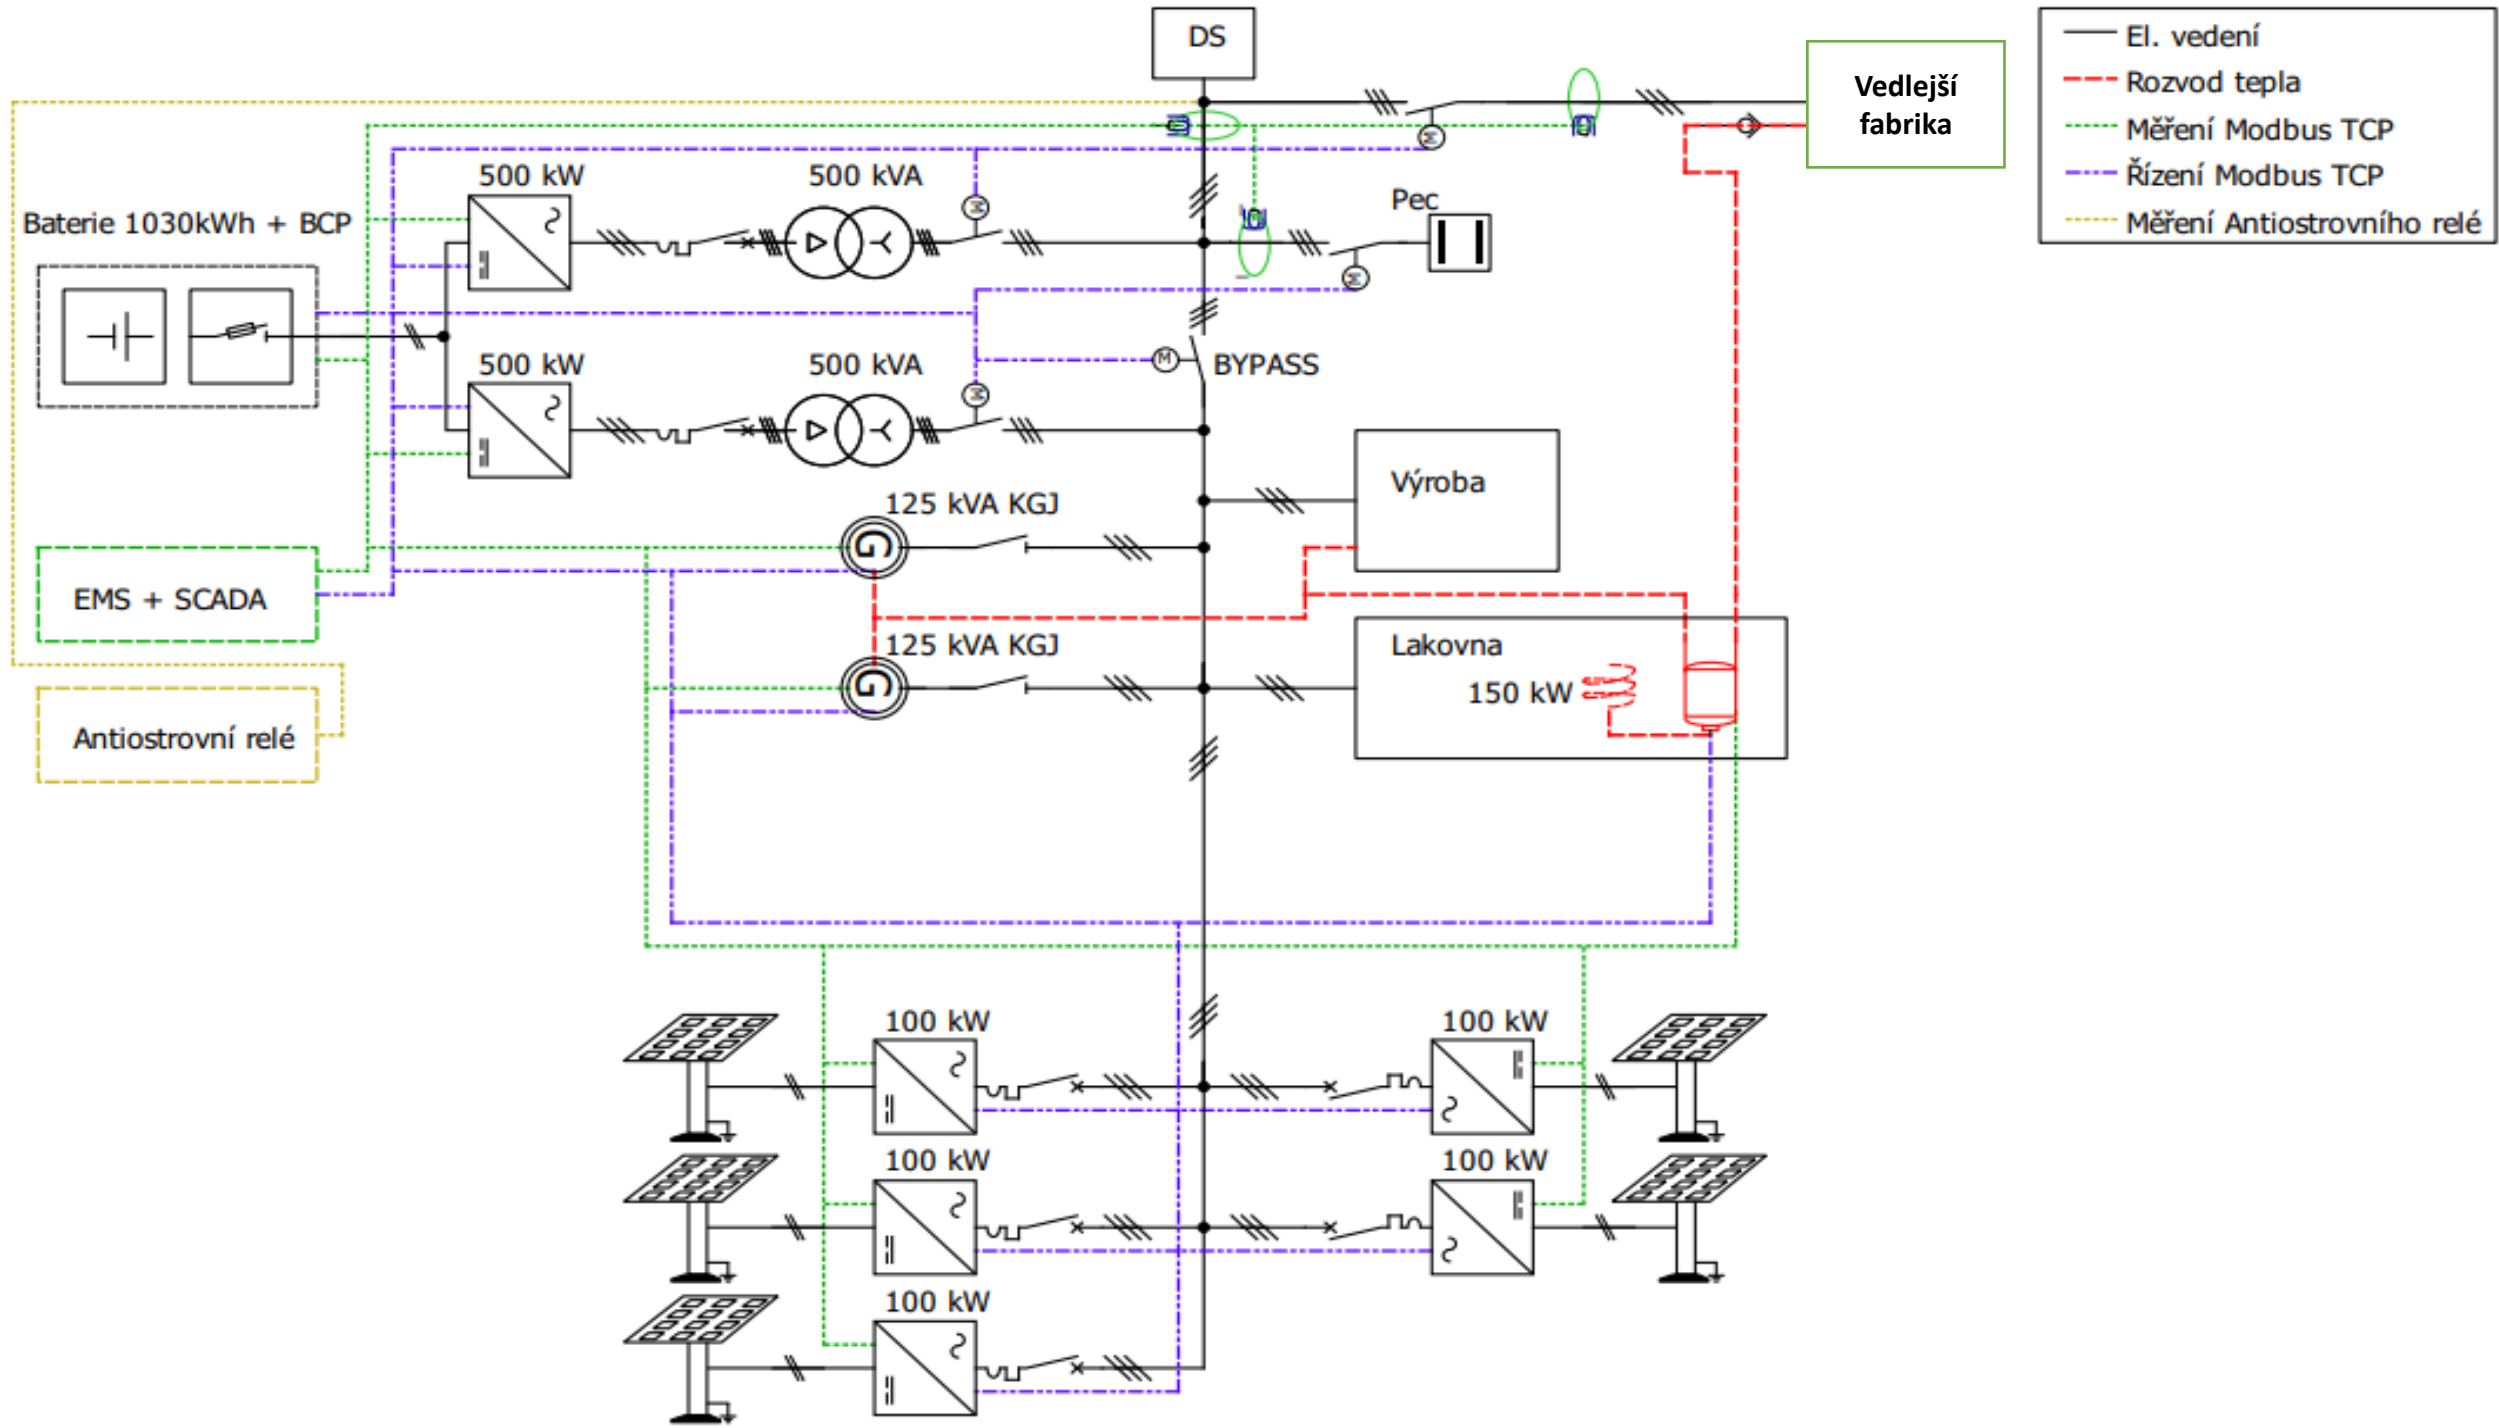 DS
Vedlejší
fabrika
El. vedení
Rozvod tepla
Měření Modbus TCP
Řízení Modbus TCP
Měření Antiostrovního relé
500 kW
500 kVA
M
M
Pec
Baterie 1030kWh + BCP
M
500 kW
500 kVA
M
M
BYPASS
Výroba
125 kVA KGJ
G
EMS + SCADA
125 kVA KGJ
G
Lakovna
150 kW
Antiostrovní relé
100 kW
100 kW
100 kW
100 kW
100 kW